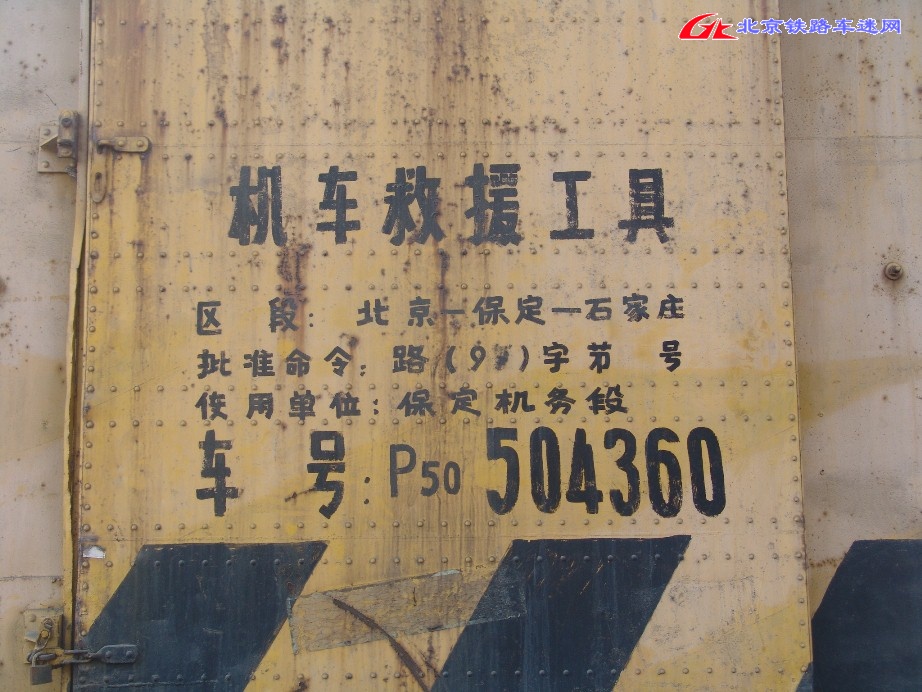 北京铁路车迷网
机车救援工具
区 段: 北京—保定—石家庄
批准命令: 路(99)字第 号
使用单位: 保定机务段
车 号: P50 504360